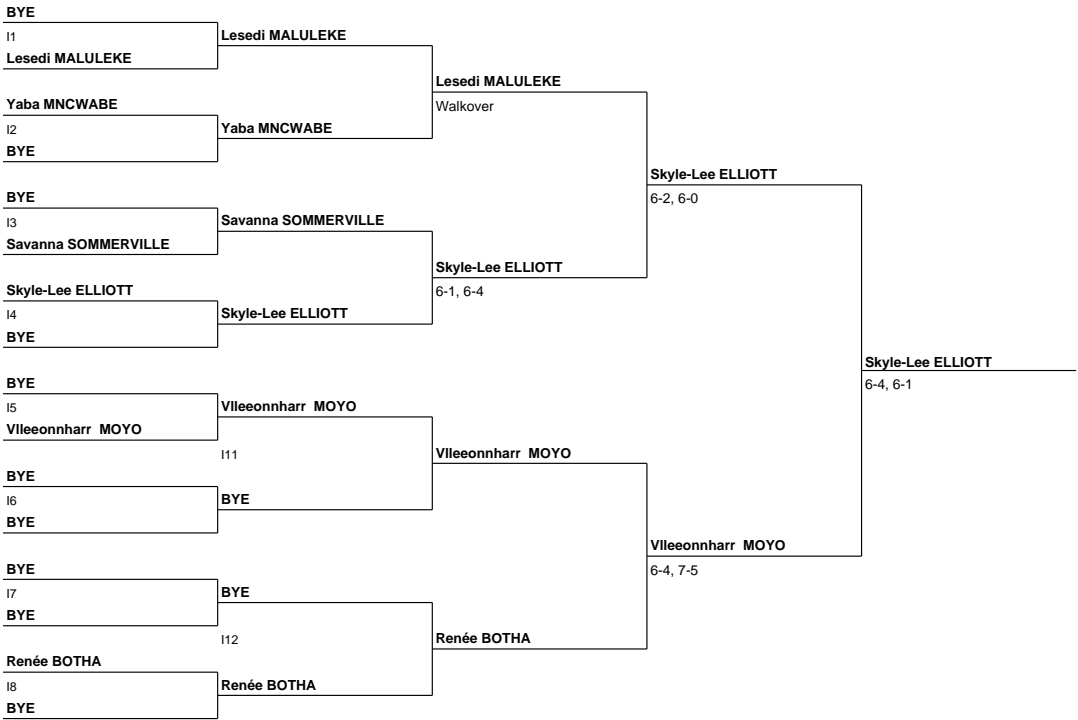 BYE
I1
Lesedi MALULEKE
Yaba MNCWABE
I2
BYE
BYE
I3
Savanna SOMMERVILLE
Skyle-Lee ELLIOTT
I4
BYE
BYE
I5
Vlleeonnharr MOYO
BYE
I6
BYE
BYE
I7
BYE
Renée BOTHA
I8
BYE
Lesedi MALULEKE
Yaba MNCWABE
Savanna SOMMERVILLE
Skyle-Lee ELLIOTT
Vlleeonnharr MOYO
I11
BYE
BYE
I12
Renée BOTHA
Lesedi MALULEKE
Walkover
Skyle-Lee ELLIOTT
6-1, 6-4
Vlleeonnharr MOYO
Renée BOTHA
Skyle-Lee ELLIOTT
6-2, 6-0
Vlleeonnharr MOYO
6-4, 7-5
Skyle-Lee ELLIOTT
6-4, 6-1